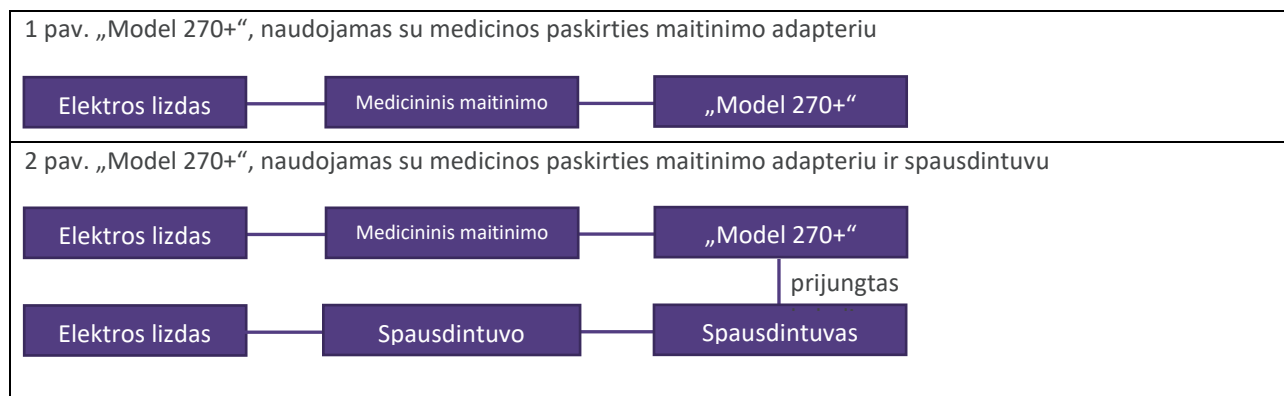 1 pav. „Model 270+“, naudojamas su medicinos paskirties maitinimo adapteriu
Elektros lizdas
Medicininis maitinimo
„Model 270+“
2 pav. „Model 270+“, naudojamas su medicinos paskirties maitinimo adapteriu ir spausdintuvu
Elektros lizdas
Medicininis maitinimo
„Model 270+“
prijungtas
Elektros lizdas
Spausdintuvo
Spausdintuvas